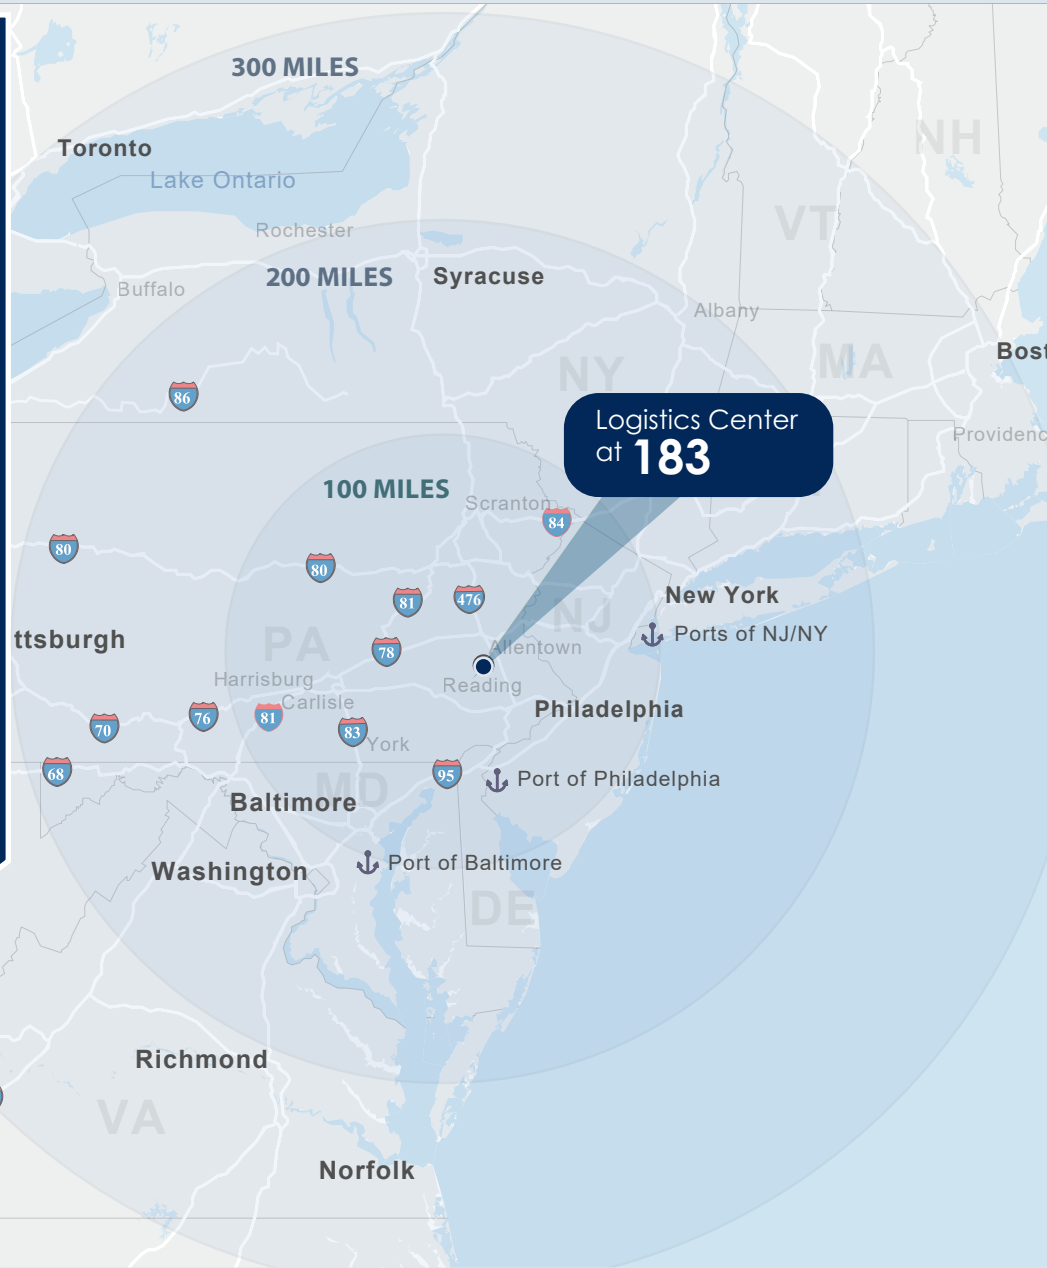 300 MILES
NH
Toronto
Lake Ontario
VT
Rochester
200 MILES
Syracuse
Buffalo
Albany
Bost
MA
NY
86
Logistics Center
at 183
Providenc
100 MILES
Scranton
84
80
80
81
476
New York
NJ
Ports of NJ/NY
ttsburgh
PA
78
Allentown
Harrisburg
Reading
Carlisle
Philadelphia
76
81
70
83
York
68
95
Port of Philadelphia
MD
Baltimore
Port of Baltimore
Washington
DE
Richmond
VA
Norfolk